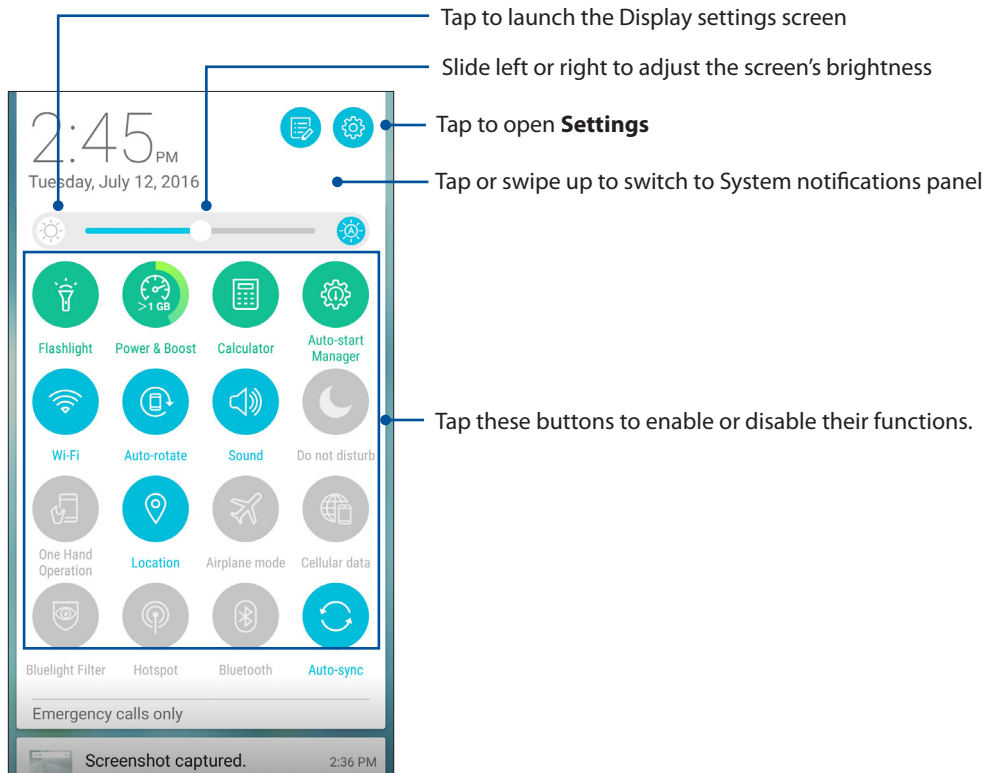 Tap to launch the Display settings screen
Slide left or right to adjust the screen's brightness
Tap to open Settings
Tap or swipe up to switch to System notifications panel
2:45 PM
Tuesday, July 12, 2016
A
>1 GB
Flashlight
Power & Boost
Calculator
Auto-start
Manager
Tap these buttons to enable or disable their functions.
Wi-Fi
Auto-rotate
Sound
Do not disturb
One Hand
Operation
Location
Airplane mode
Cellular data
Bluelight Filter
Hotspot
Bluetooth
Auto-sync
Emergency calls only
Screenshot captured.
2:36 PM